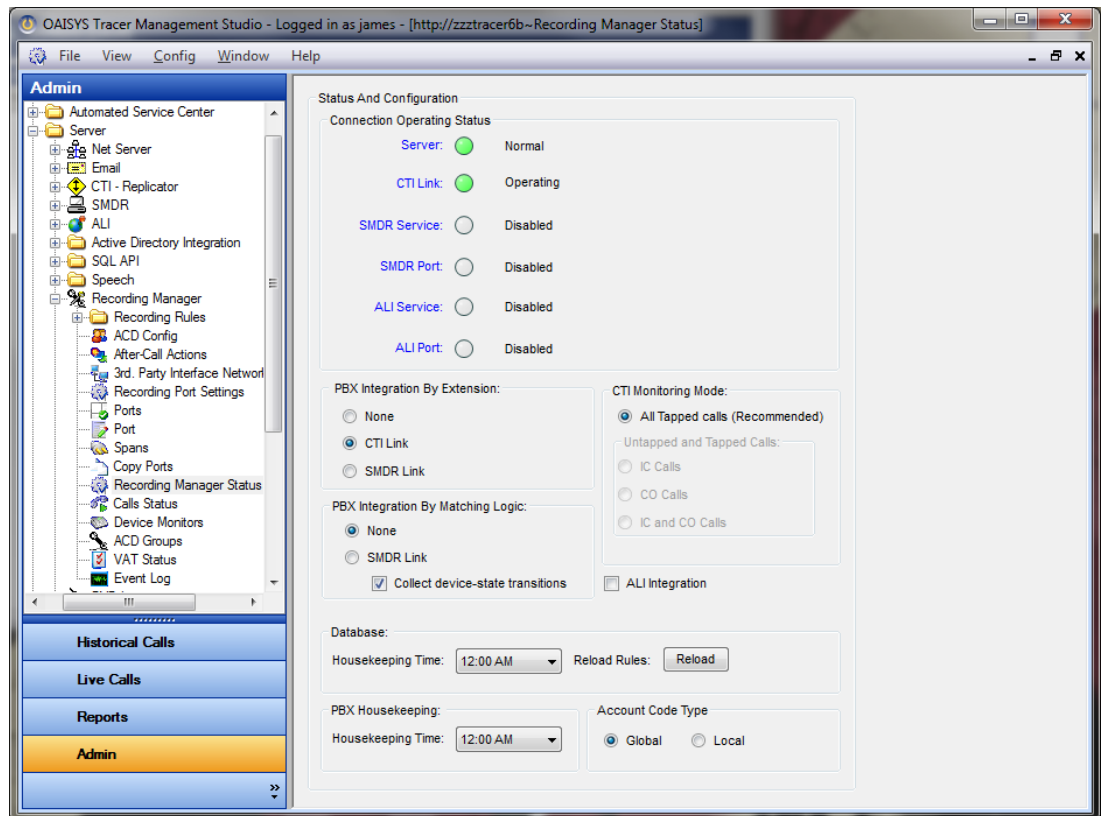 OAISYS Tracer Management Studio - Logged in as james - [http://zzztracer6b~Recording Manager Status]
File View Config Window Help
Admin
Automated Service Center
Server
Net Server
Email
CTI - Replicator
SMDR
ALI
Active Directory Integration
SQL API
Speech
Recording Manager
Recording Rules
ACD Config
After-Call Actions
3rd. Party Interface Networl
Recording Port Settings
Ports
Port
Spans
Copy Ports
Recording Manager Status
Calls Status
Device Monitors
ACD Groups
VAT Status
Event Log
Historical Calls
Live Calls
Reports
Admin
Status And Configuration
Connection Operating Status
Server: Normal
CTI Link: Operating
SMDR Service: Disabled
SMDR Port: Disabled
ALI Service: Disabled
ALI Port: Disabled
PBX Integration By Extension:
None
CTI Link
SMDR Link
CTI Monitoring Mode:
All Tapped calls (Recommended)
Untapped and Tapped Calls:
IC Calls
CO Calls
IC and CO Calls
PBX Integration By Matching Logic:
None
SMDR Link
Collect device-state transitions
ALI Integration
Database:
Housekeeping Time: 12:00 AM Reload Rules: Reload
PBX Housekeeping:
Housekeeping Time: 12:00 AM
Account Code Type
Global Local